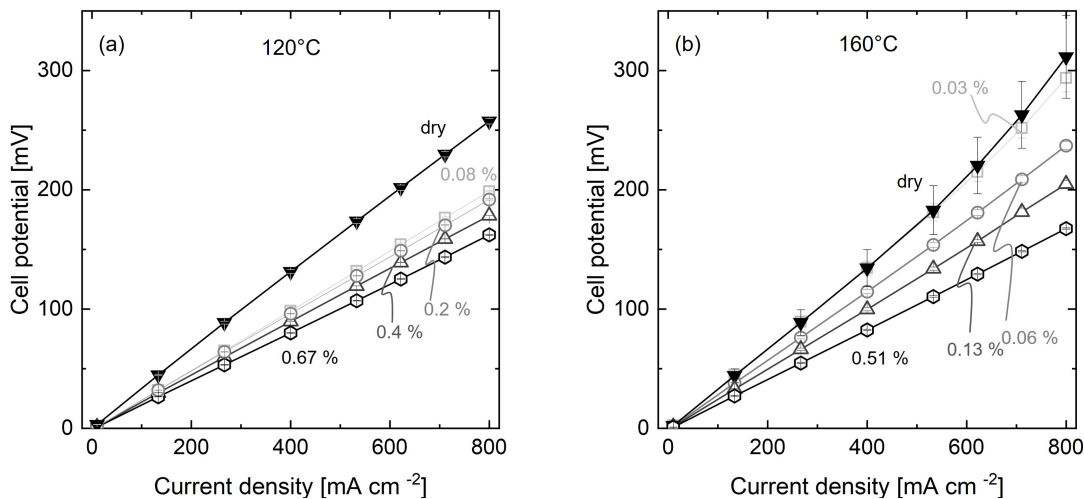 (a)
120°C
dry
0.08 %
0.2 %
0.4 %
0.67 %
300
200
100
0
0
200
400
600
800
Cell potential [mV]
Current density [mA cm -2]
(b)
160°C
0.03 %
dry
0.06 %
0.13 %
0.51 %
300
200
100
0
0
200
400
600
800
Cell potential [mV]
Current density [mA cm -2]